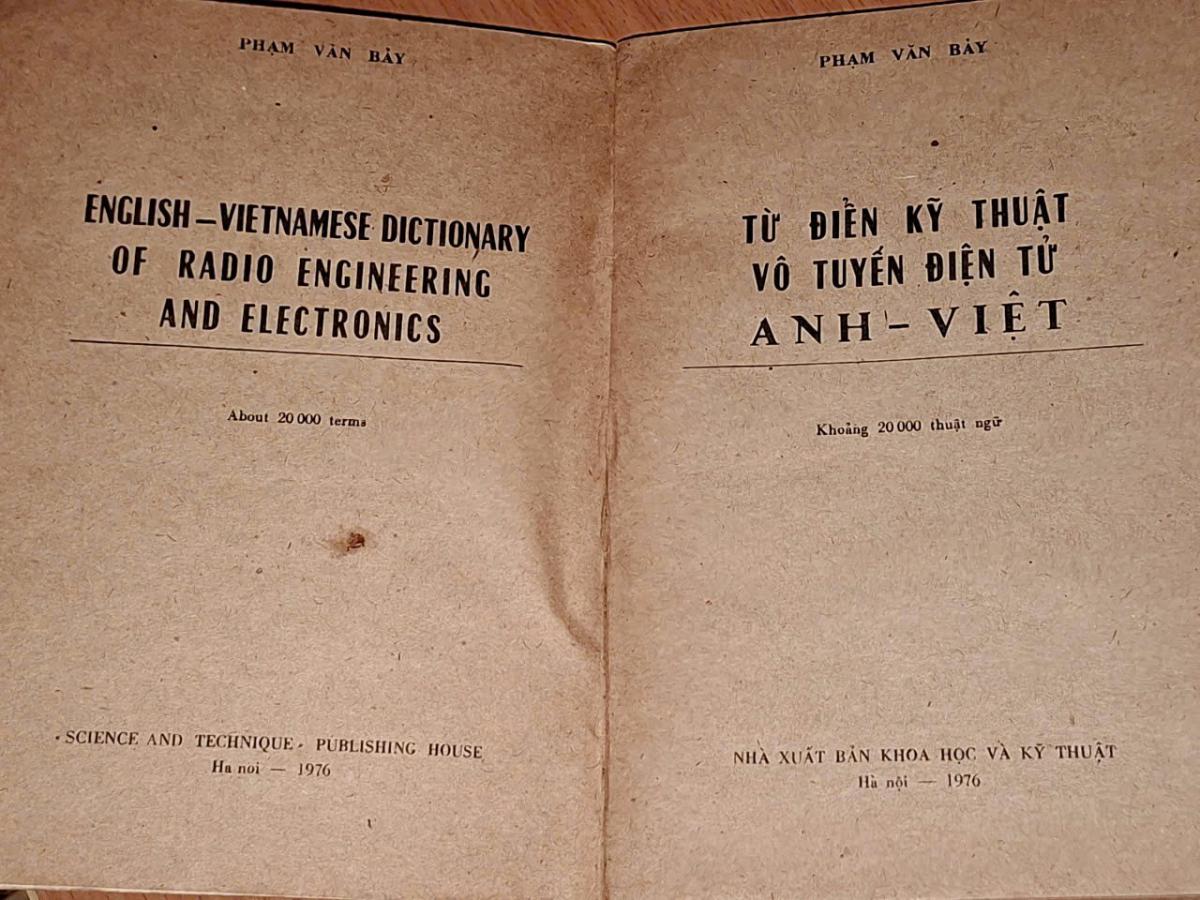 PHẠM VĂN BẢY
ENGLISH – VIETNAMESE DICTIONARY
OF RADIO ENGINEERING
AND ELECTRONICS
About 20 000 terms
«SCIENCE AND TECHNIQUE» PUBLISHING HOUSE
Ha noi — 1976
PHẠM VĂN BẢY
TỪ ĐIỂN KỸ THUẬT
VÔ TUYẾN ĐIỆN TỬ
ANH – VIỆT
Khoảng 20 000 thuật ngữ
NHÀ XUẤT BẢN KHOA HỌC VÀ KỸ THUẬT
Hà nội — 1976